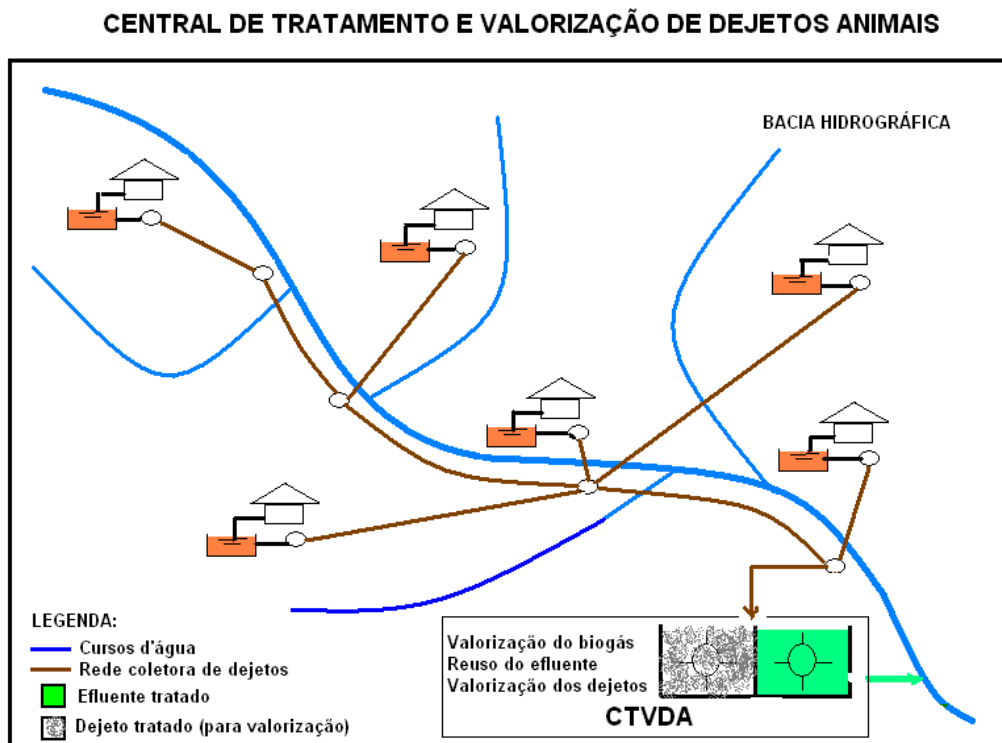 CENTRAL DE TRATAMENTO E VALORIZAÇÃO DE DEJETOS ANIMAIS
BACIA HIDROGRÁFICA
LEGENDA:
Cursos d'água
Rede coletora de dejetos
Efluente tratado
Dejeto tratado (para valorização)
Valorização do biogás
Reuso do efluente
Valorização dos dejetos
CTVDA